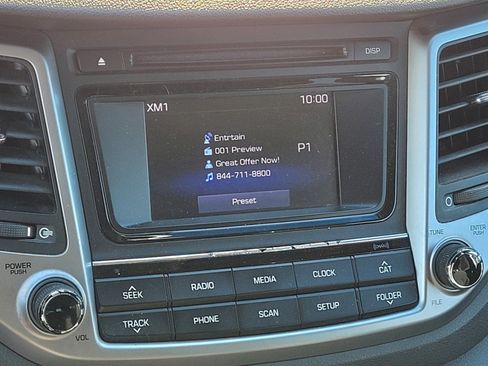 DISP
XM1 10:00
Entrtain
001 Preview
P1
Great Offer Now!
844-711-8800
Preset
POWER
PUSH
VOL
SEEK
RADIO
MEDIA
CLOCK
CAT
TRACK
PHONE
SCAN
SETUP
FOLDER
TUNE
ENTER
PUSH
FILE